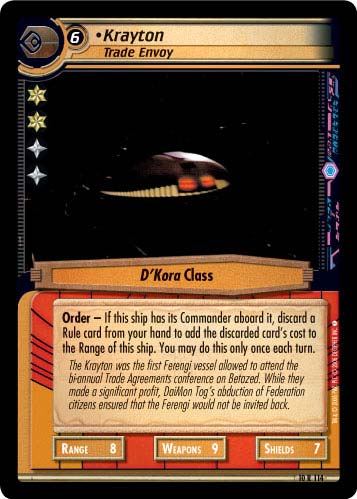 6 •Krayton
Trade Envoy
D'Kora Class
Order – If this ship has its Commander aboard it, discard a
Rule card from your hand to add the discarded card's cost to
the Range of this ship. You may do this only once each turn.
The Krayton was the first Ferengi vessel allowed to attend the
bi-annual Trade Agreements conference on Betazed. While they
made a significant profit, DaiMon Tog's abduction of Federation
citizens ensured that the Ferengi would not be invited back.
RANGE 8 WEAPONS 9 SHIELDS 7
10 R 114